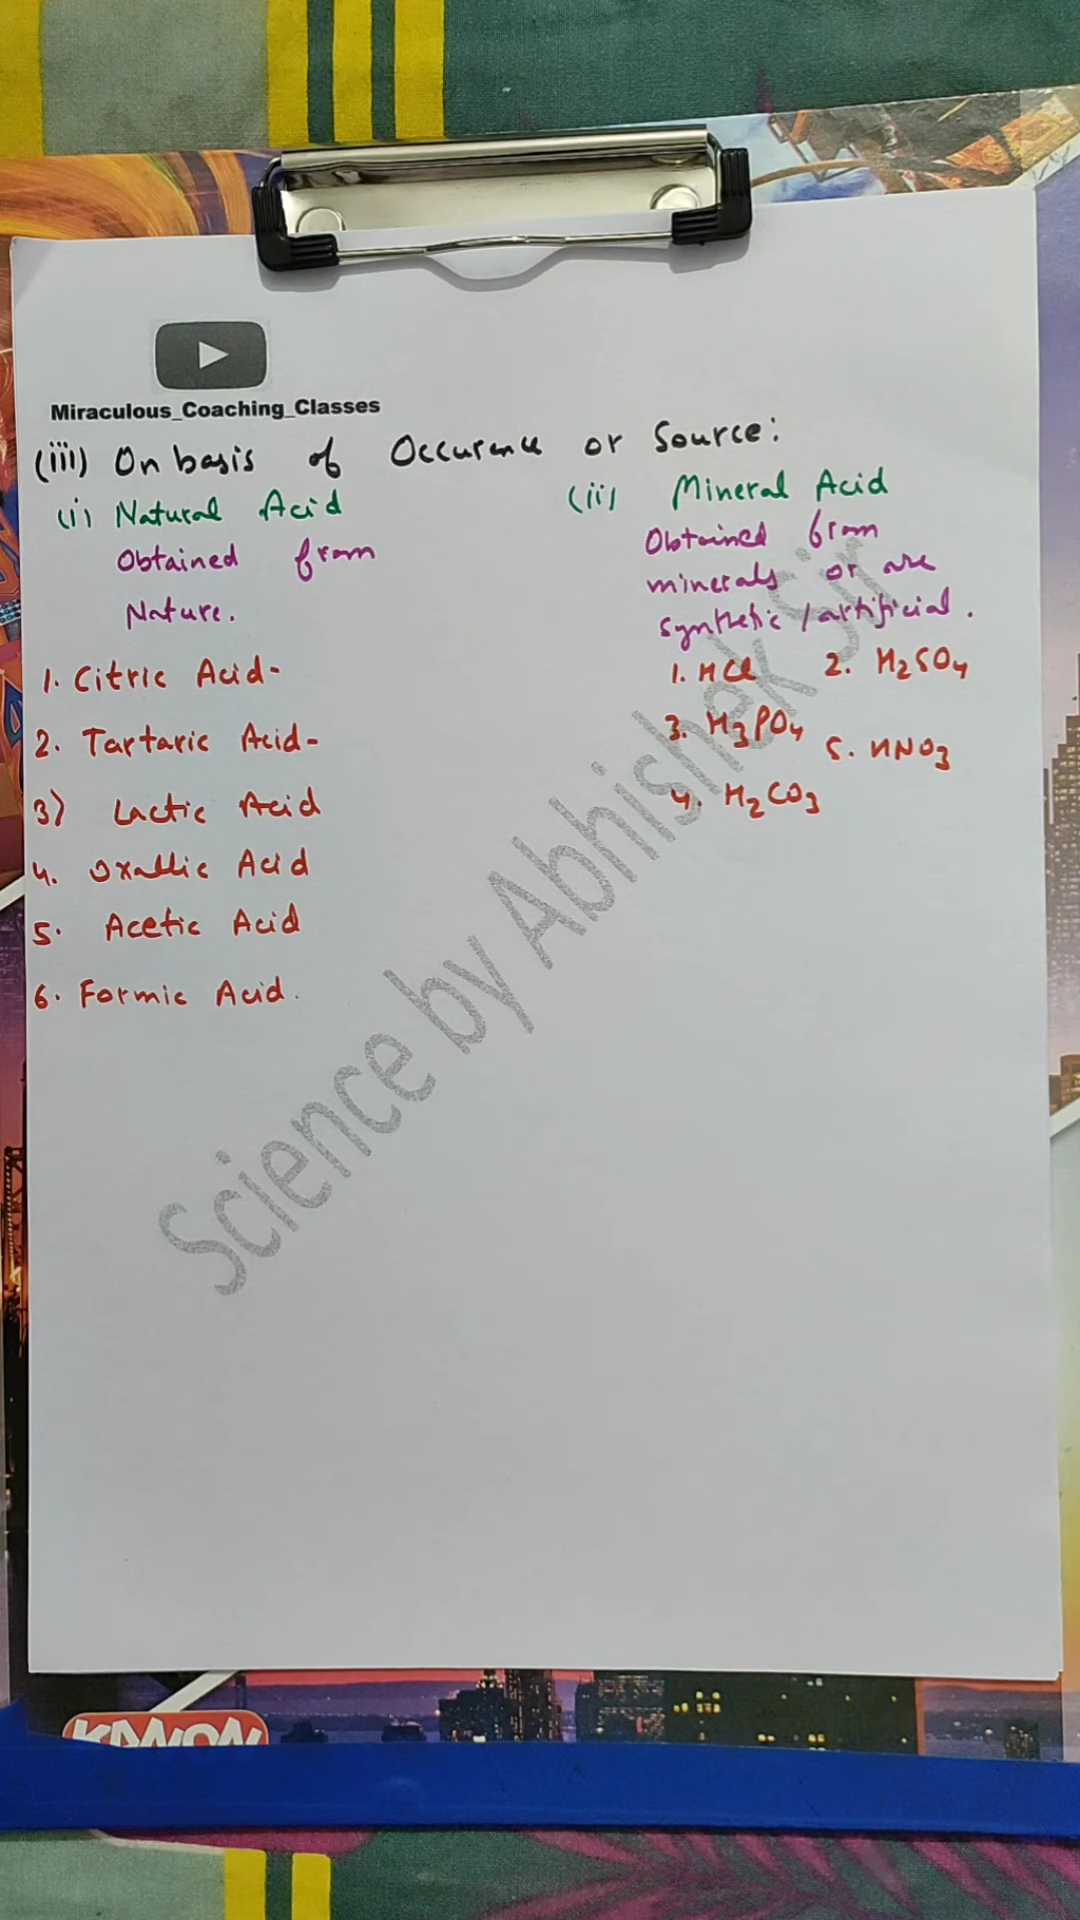 Miraculous_Coaching_Classes
(iii) On basis of Occurence or Source:
(i) Natural Acid
Obtained from
Nature.
1. Citric Acid-
2. Tartaric Acid-
3) Lactic Acid
4. Oxallic Acid
5. Acetic Acid
6. Formic Acid.
(ii) Mineral Acid
Obtained from
minerals or are
synthetic / artificial.
1. HCl 2. H2SO4
3. H3PO4 5. HNO3
4. H2CO3
Science by Abhishek Sir